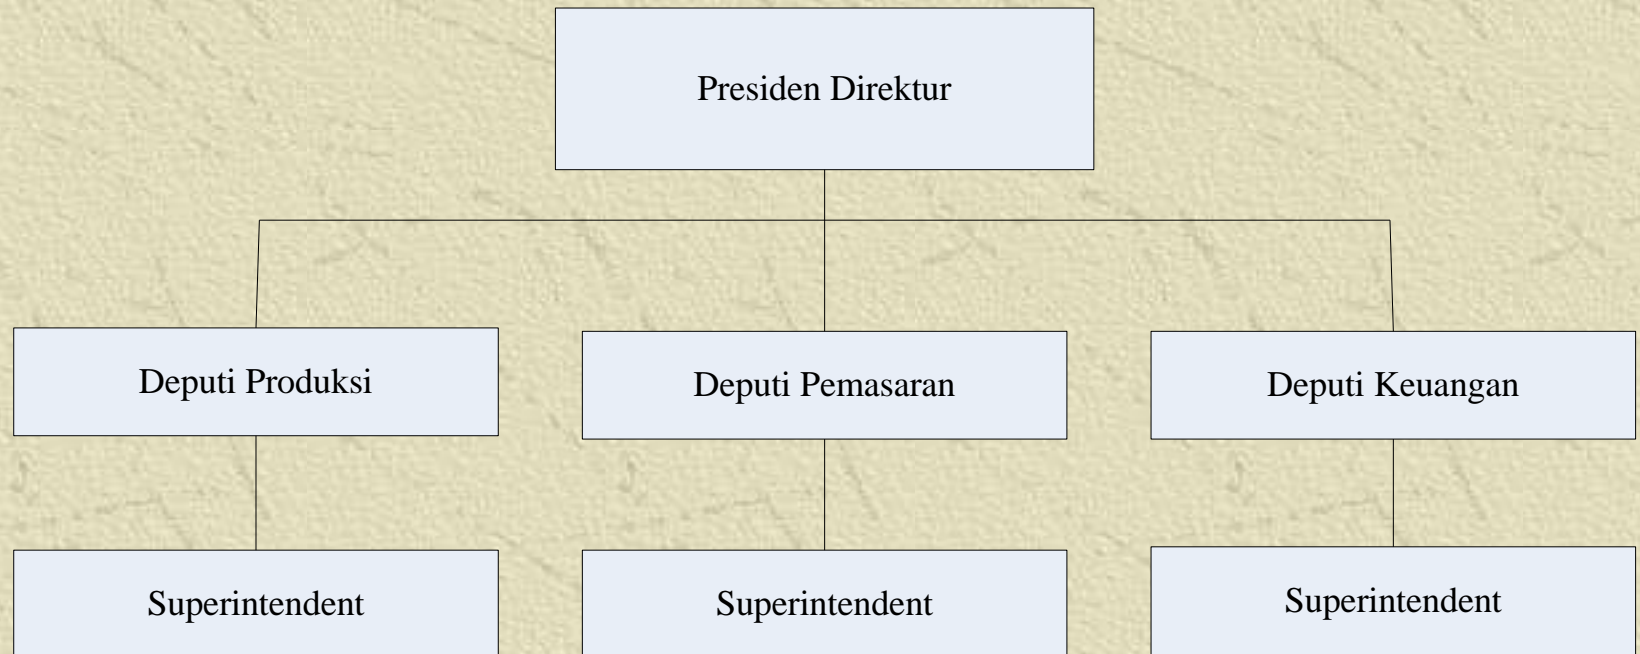 Presiden Direktur
Deputi Produksi
Deputi Pemasaran
Deputi Keuangan
Superintendent
Superintendent
Superintendent